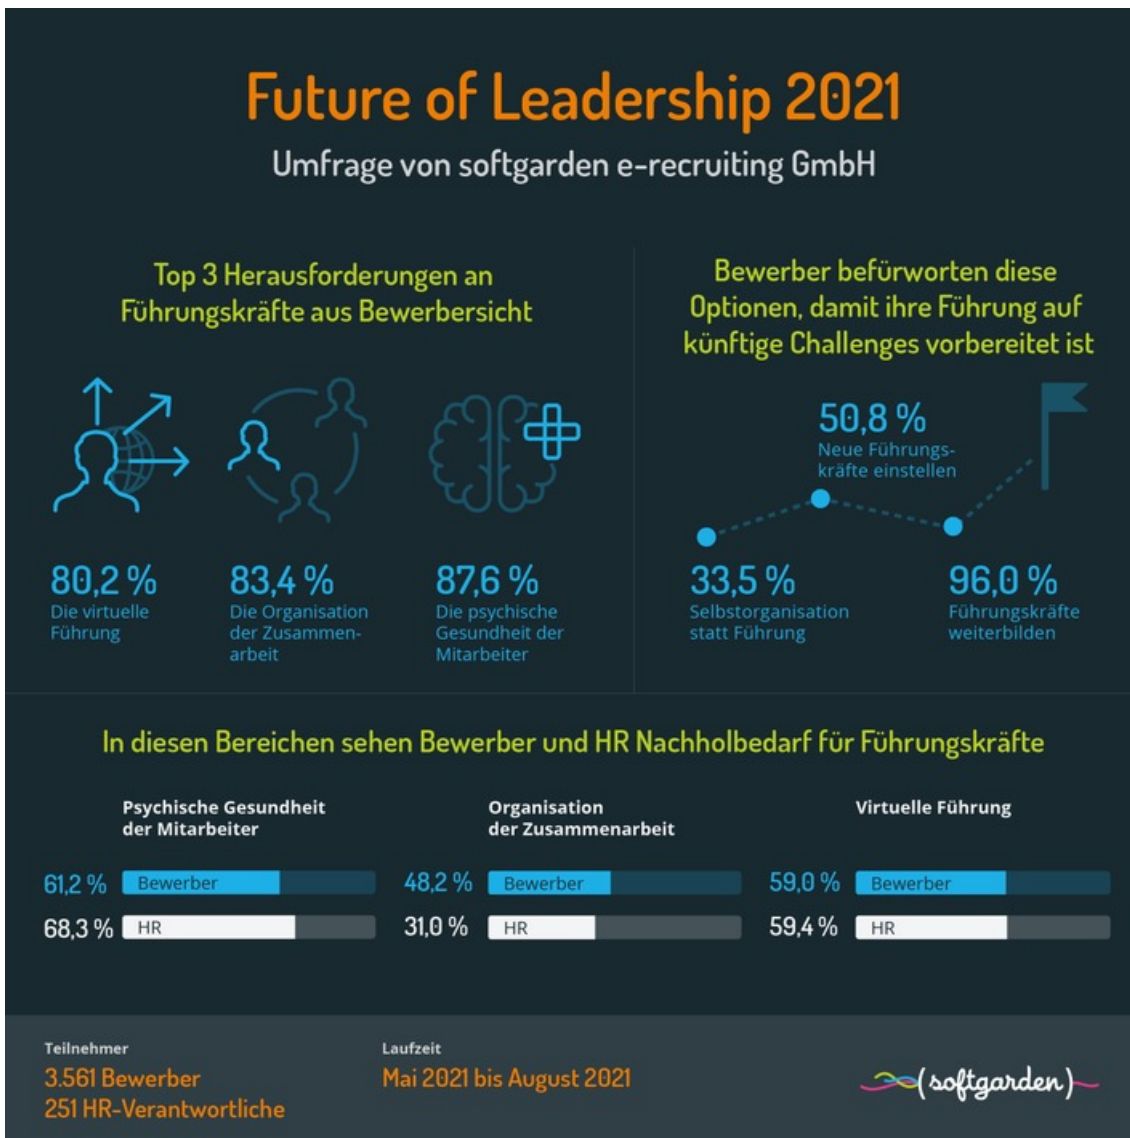 Future of Leadership 2021
Umfrage von softgarden e-recruiting GmbH
Top 3 Herausforderungen an
Führungskräfte aus Bewerbersicht
80,2 %
Die virtuelle
Führung
83,4 %
Die Organisation
der Zusammen-
arbeit
87,6 %
Die psychische
Gesundheit der
Mitarbeiter
Bewerber befürworten diese
Optionen, damit ihre Führung auf
künftige Challenges vorbereitet ist
50,8 %
Neue Führungs-
kräfte einstellen
33,5 %
Selbstorganisation
statt Führung
96,0 %
Führungskräfte
weiterbilden
In diesen Bereichen sehen Bewerber und HR Nachholbedarf für Führungskräfte
Psychische Gesundheit
der Mitarbeiter
61,2 % Bewerber
68,3 % HR
Organisation
der Zusammenarbeit
48,2 % Bewerber
31,0 % HR
Virtuelle Führung
59,0 % Bewerber
59,4 % HR
Teilnehmer
3.561 Bewerber
251 HR-Verantwortliche
Laufzeit
Mai 2021 bis August 2021
(softgarden)